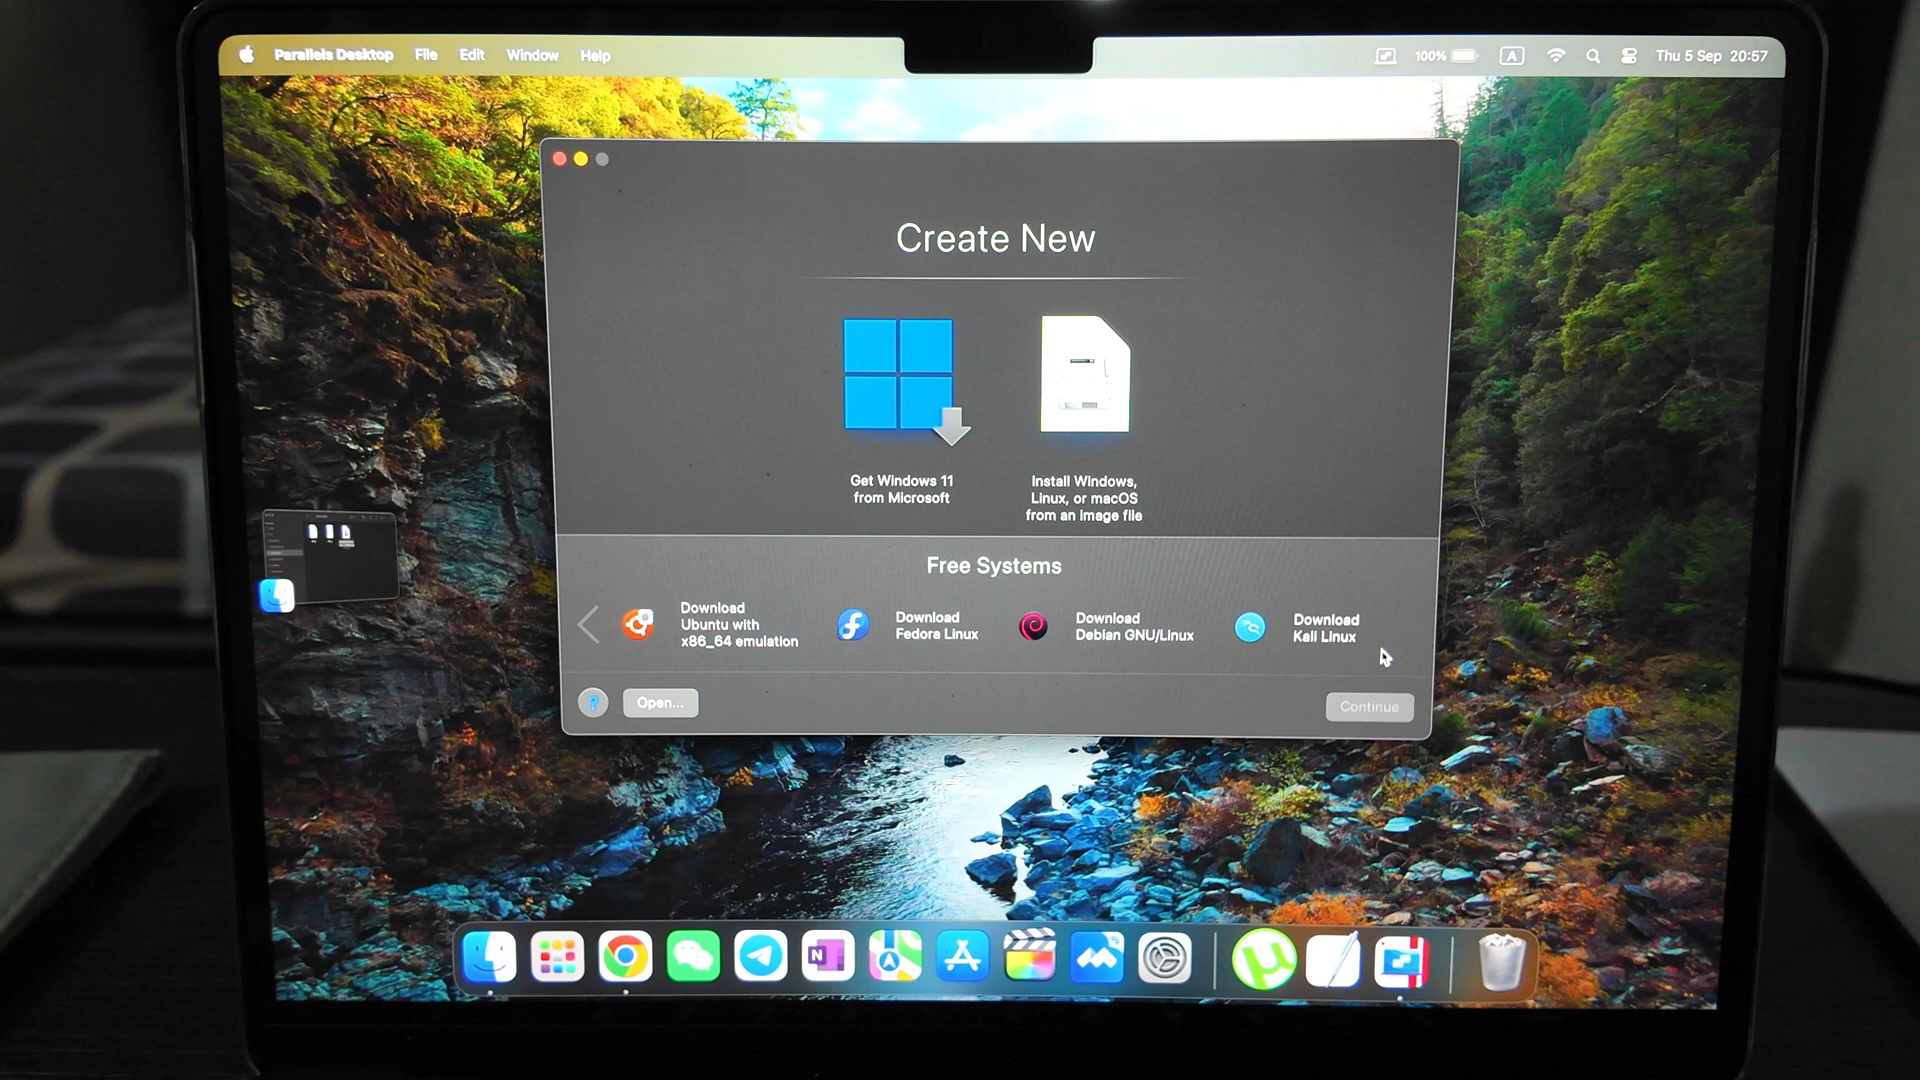 Parallels Desktop File Edit Window Help
100% A Thu 5 Sep 20:57
Create New
Get Windows 11
from Microsoft
Install Windows,
Linux, or macOS
from an image file
Free Systems
Download
Ubuntu with
x86_64 emulation
Download
Fedora Linux
Download
Debian GNU/Linux
Download
Kali Linux
? Open... Continue
N